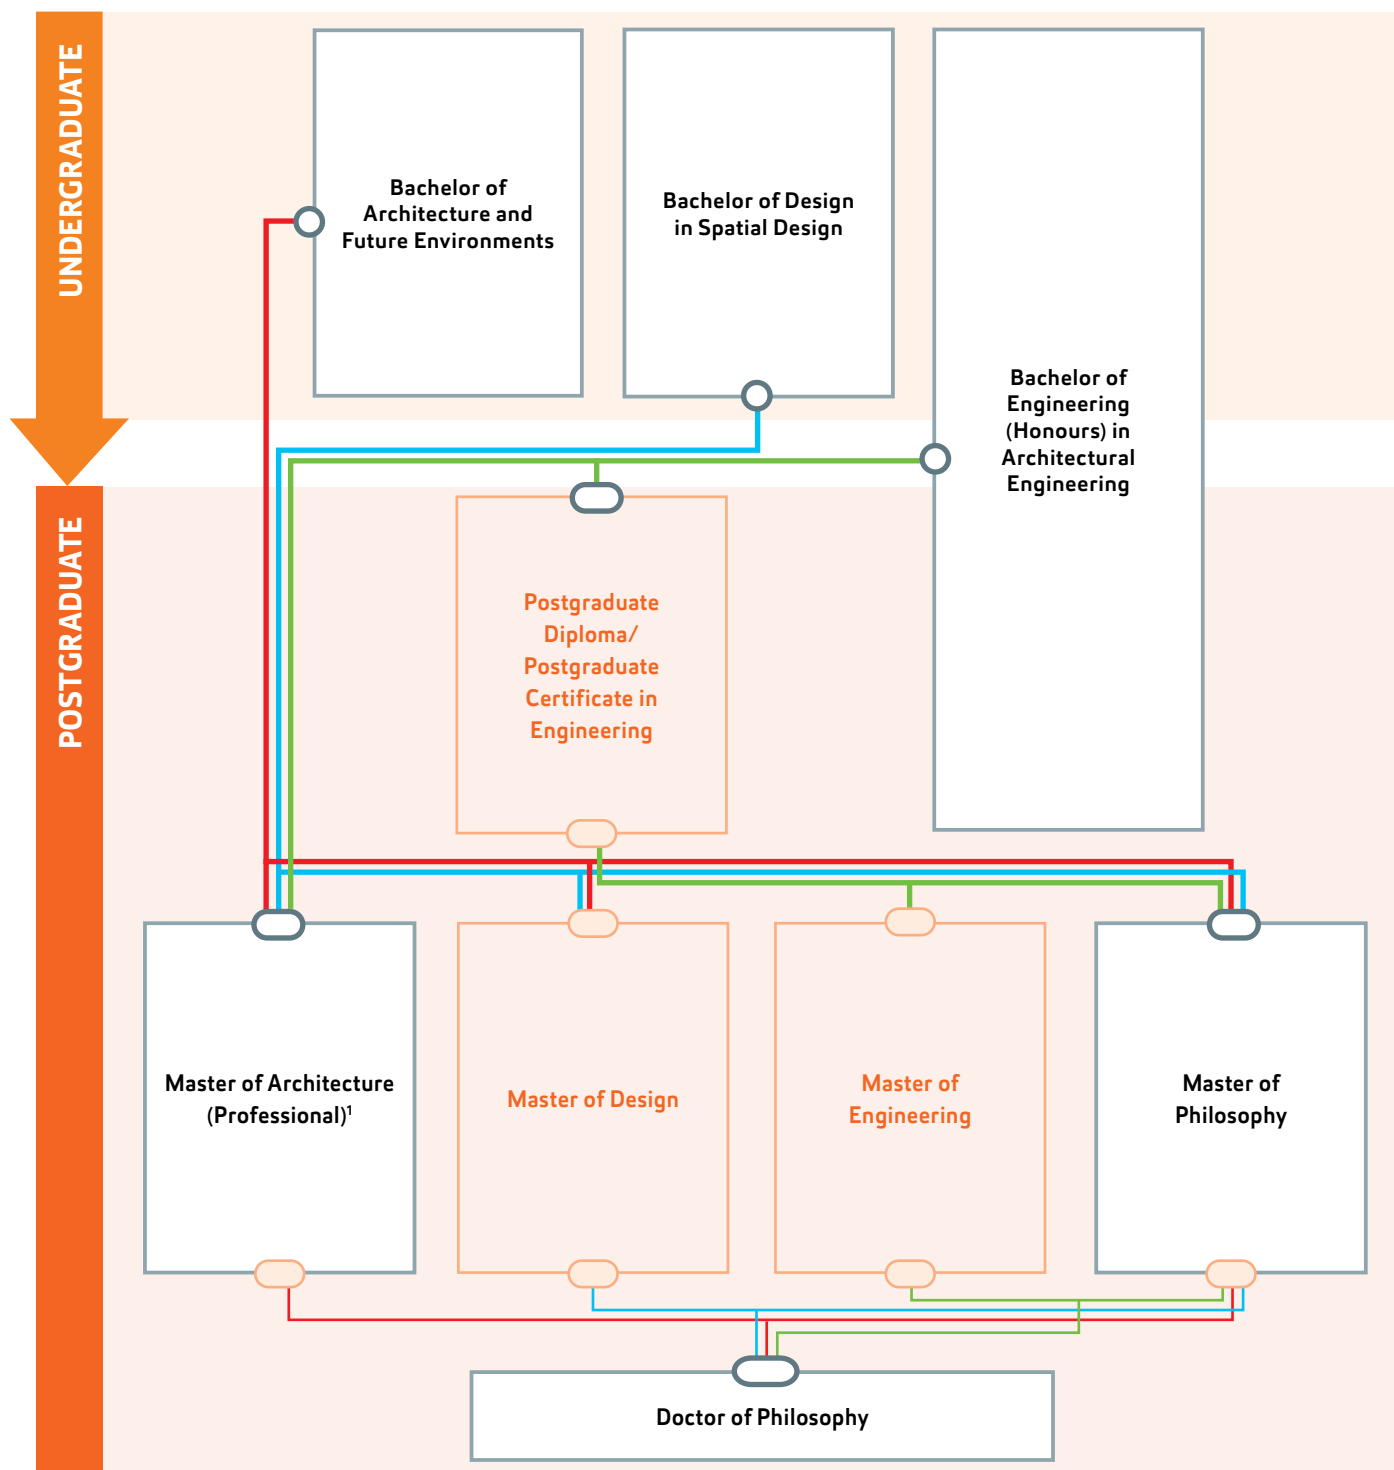 UNDERGRADUATE
Bachelor of
Architecture and
Future Environments
Bachelor of Design
in Spatial Design
Bachelor of
Engineering
(Honours) in
Architectural
Engineering
POSTGRADUATE
Postgraduate
Diploma/
Postgraduate
Certificate in
Engineering
Master of Architecture
(Professional)¹
Master of Design
Master of
Engineering
Master of
Philosophy
Doctor of Philosophy